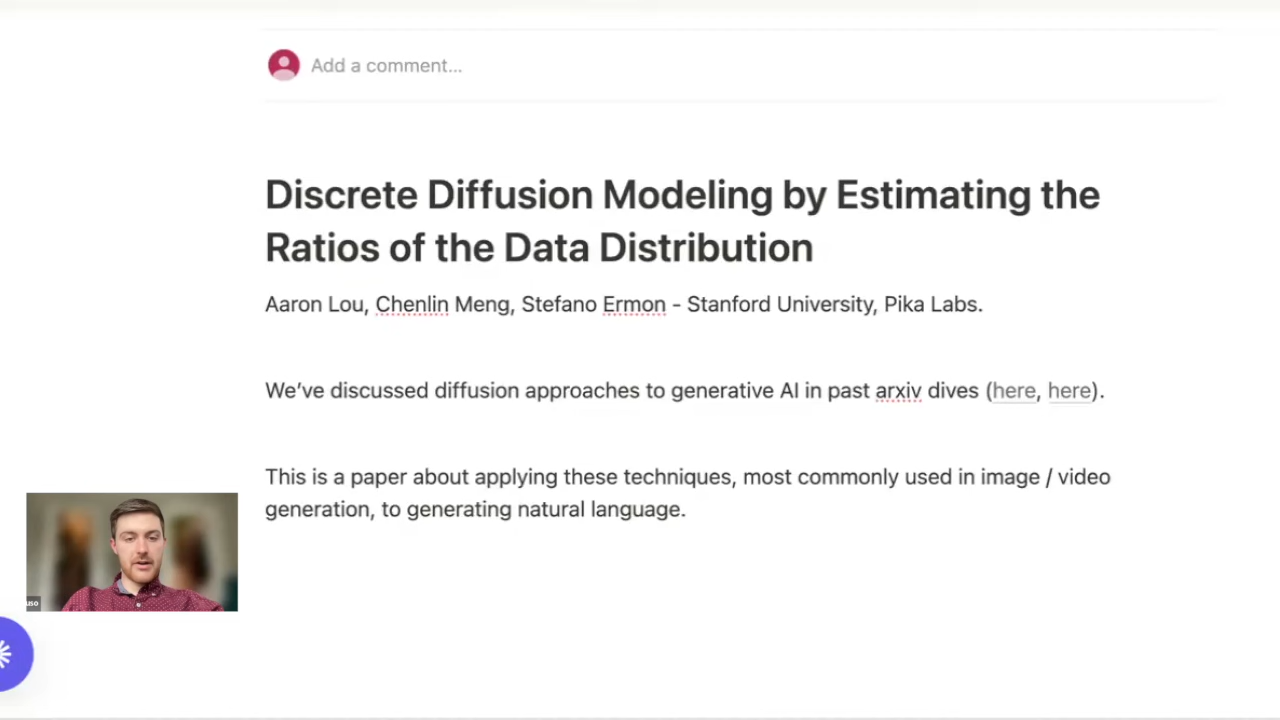 Add a comment...
Discrete Diffusion Modeling by Estimating the
Ratios of the Data Distribution
Aaron Lou, Chenlin Meng, Stefano Ermon - Stanford University, Pika Labs.
We’ve discussed diffusion approaches to generative AI in past arxiv dives (here, here).
This is a paper about applying these techniques, most commonly used in image / video
generation, to generating natural language.
uso